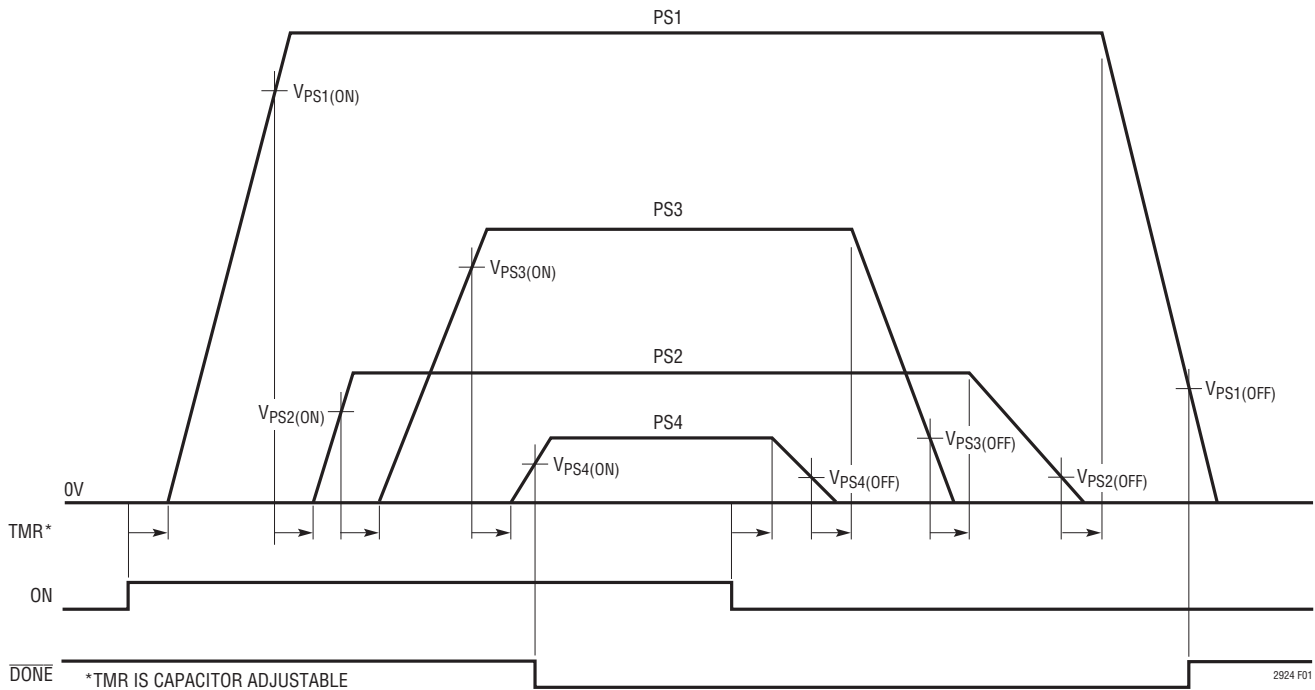 PS1
VPS1(ON)
PS3
VPS3(ON)
PS2
VPS2(ON)
VPS1(OFF)
PS4
VPS3(OFF)
VPS4(ON)
VPS4(OFF)
VPS2(OFF)
0V
TMR*
ON
DONE
*TMR IS CAPACITOR ADJUSTABLE
2924 F01